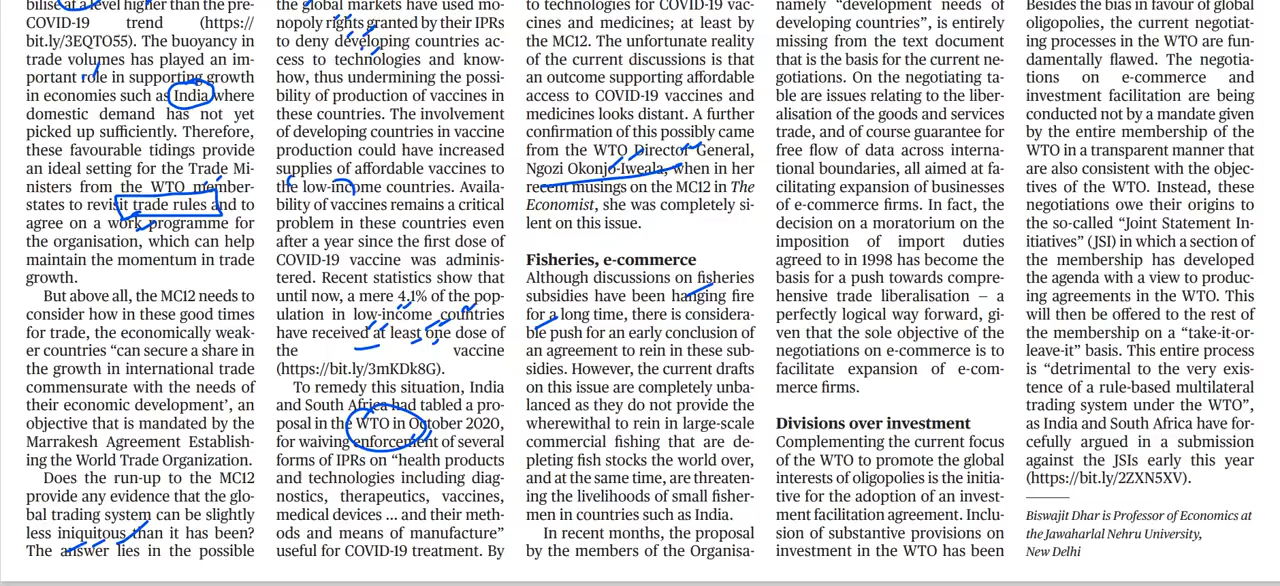 bilise at a level higher than the pre-
COVID-19 trend (https://
bit.ly/3EQTO55). The buoyancy in
trade volumes has played an im-
portant role in supporting growth
in economies such as India where
domestic demand has not yet
picked up sufficiently. Therefore,
these favourable tidings provide
an ideal setting for the Trade Mi-
nisters from the WTO member-
states to revisit trade rules and to
agree on a work programme for
the organisation, which can help
maintain the momentum in trade
growth.
But above all, the MC12 needs to
consider how in these good times
for trade, the economically weak-
er countries “can secure a share in
the growth in international trade
commensurate with the needs of
their economic development’, an
objective that is mandated by the
Marrakesh Agreement Establish-
ing the World Trade Organization.
Does the run-up to the MC12
provide any evidence that the glo-
bal trading system can be slightly
less iniquitous than it has been?
The answer lies in the possible
the global markets have used mo-
nopoly rights granted by their IPRs
to deny developing countries ac-
cess to technologies and know-
how, thus undermining the possi-
bility of production of vaccines in
these countries. The involvement
of developing countries in vaccine
production could have increased
supplies of affordable vaccines to
the low-income countries. Availa-
bility of vaccines remains a critical
problem in these countries even
after a year since the first dose of
COVID-19 vaccine was adminis-
tered. Recent statistics show that
until now, a mere 4.1% of the pop-
ulation in low-income countries
have received at least one dose of
the vaccine
(https://bit.ly/3mKDk8G).
To remedy this situation, India
and South Africa had tabled a pro-
posal in the WTO in October 2020,
for waiving enforcement of several
forms of IPRs on “health products
and technologies including diag-
nostics, therapeutics, vaccines,
medical devices ... and their meth-
ods and means of manufacture”
useful for COVID-19 treatment. By
to technologies for COVID-19 vac-
cines and medicines; at least by
the MC12. The unfortunate reality
of the current discussions is that
an outcome supporting affordable
access to COVID-19 vaccines and
medicines looks distant. A further
confirmation of this possibly came
from the WTO Director General,
Ngozi Okonjo-Iweala, when in her
recent musings on the MC12 in The
Economist, she was completely si-
lent on this issue.
Fisheries, e-commerce
Although discussions on fisheries
subsidies have been hanging fire
for a long time, there is considera-
ble push for an early conclusion of
an agreement to rein in these sub-
sidies. However, the current drafts
on this issue are completely unba-
lanced as they do not provide the
wherewithal to rein in large-scale
commercial fishing that are de-
pleting fish stocks the world over,
and at the same time, are threaten-
ing the livelihoods of small fisher-
men in countries such as India.
In recent months, the proposal
by the members of the Organisa-
namely “development needs of
developing countries”, is entirely
missing from the text document
that is the basis for the current ne-
gotiations. On the negotiating ta-
ble are issues relating to the liber-
alisation of the goods and services
trade, and of course guarantee for
free flow of data across interna-
tional boundaries, all aimed at fa-
cilitating expansion of businesses
of e-commerce firms. In fact, the
decision on a moratorium on the
imposition of import duties
agreed to in 1998 has become the
basis for a push towards compre-
hensive trade liberalisation – a
perfectly logical way forward, gi-
ven that the sole objective of the
negotiations on e-commerce is to
facilitate expansion of e-com-
merce firms.
Divisions over investment
Complementing the current focus
of the WTO to promote the global
interests of oligopolies is the initia-
tive for the adoption of an invest-
ment facilitation agreement. Inclu-
sion of substantive provisions on
investment in the WTO has been
Besides the bias in favour of global
oligopolies, the current negotiat-
ing processes in the WTO are fun-
damentally flawed. The negotia-
tions on e-commerce and
investment facilitation are being
conducted not by a mandate given
by the entire membership of the
WTO in a transparent manner that
are also consistent with the objec-
tives of the WTO. Instead, these
negotiations owe their origins to
the so-called “Joint Statement In-
itiatives” (JSI) in which a section of
the membership has developed
the agenda with a view to produc-
ing agreements in the WTO. This
will then be offered to the rest of
the membership on a “take-it-or-
leave-it” basis. This entire process
is “detrimental to the very exis-
tence of a rule-based multilateral
trading system under the WTO”,
as India and South Africa have for-
cefully argued in a submission
against the JSIs early this year
(https://bit.ly/2ZXN5XV).
Biswajit Dhar is Professor of Economics at
the Jawaharlal Nehru University,
New Delhi